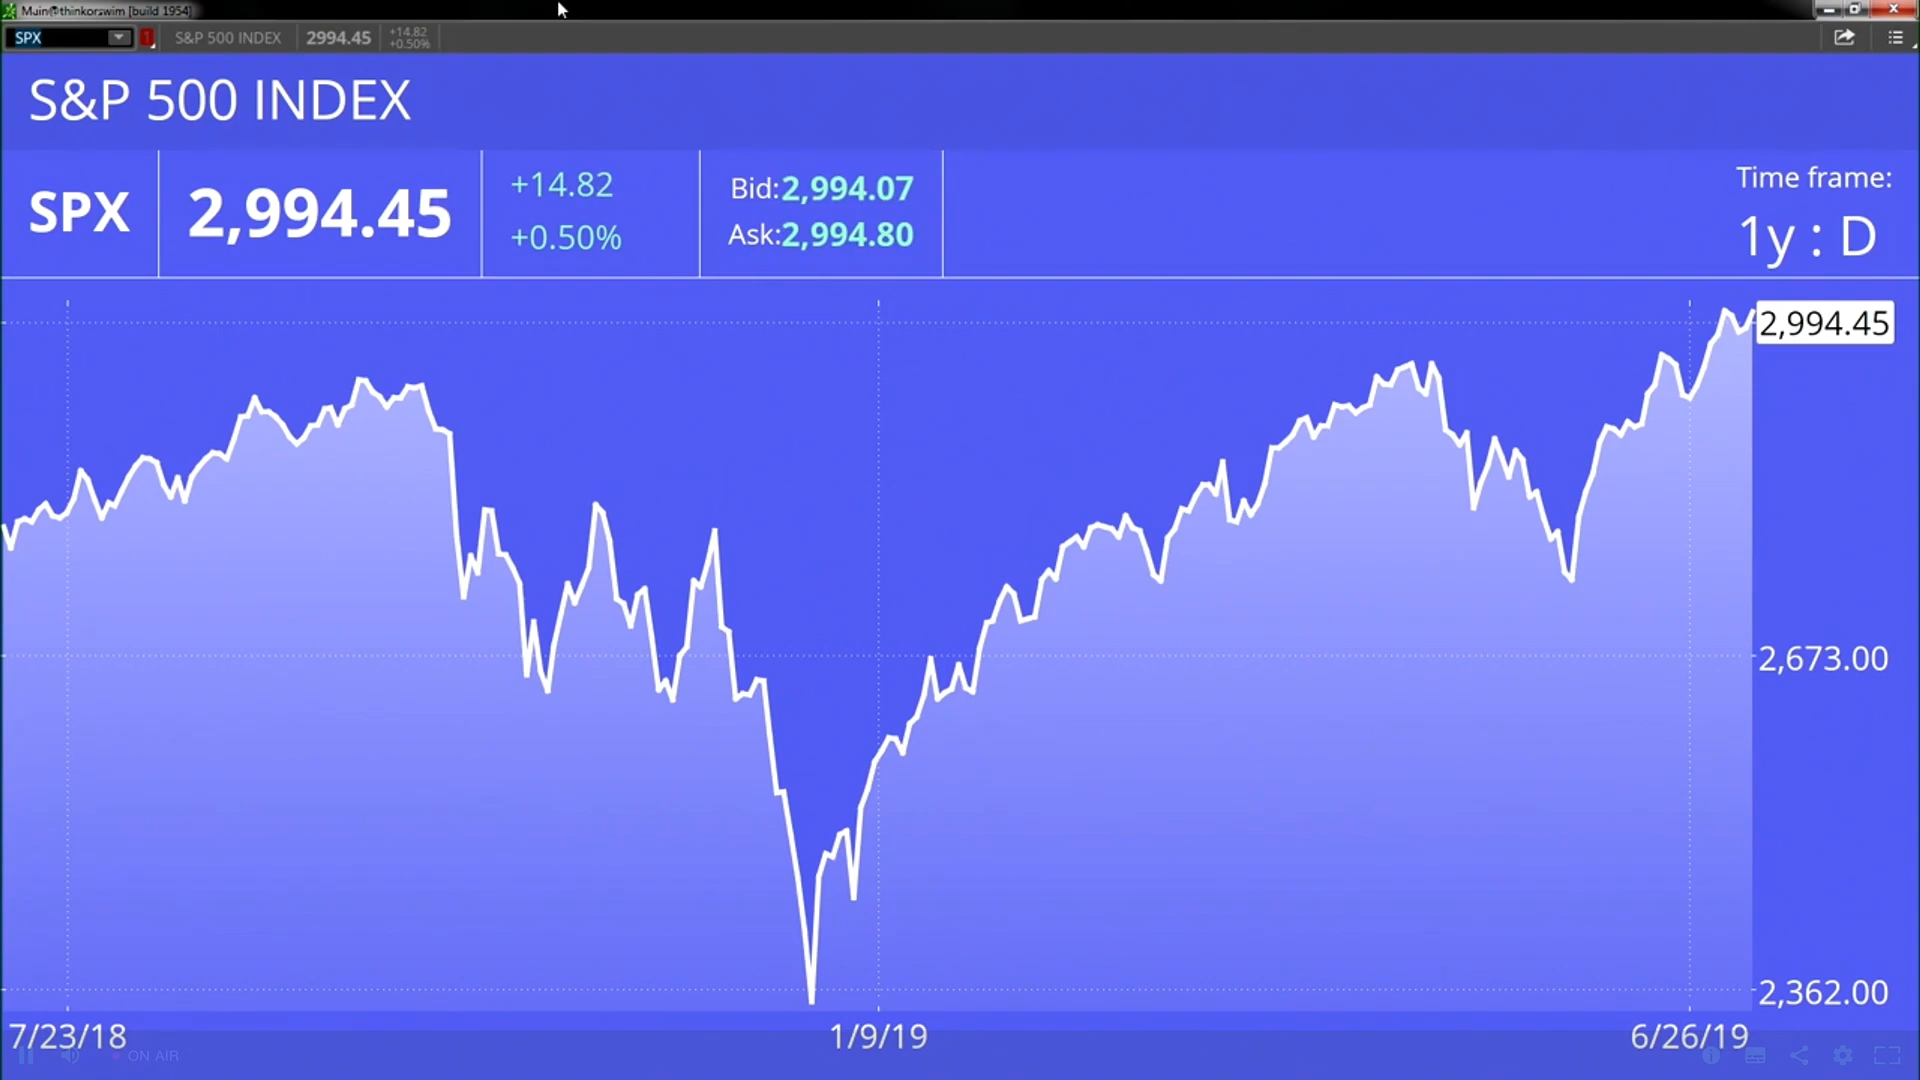 Main@thinkorswim [build 1954]
SPX
1
S&P 500 INDEX
2994.45
+14.82
+0.50%
S&P 500 INDEX
SPX
2,994.45
+14.82
+0.50%
Bid:2,994.07
Ask:2,994.80
Time frame:
1y : D
2,994.45
2,673.00
2,362.00
7/23/18
1/9/19
6/26/19
ON AIR